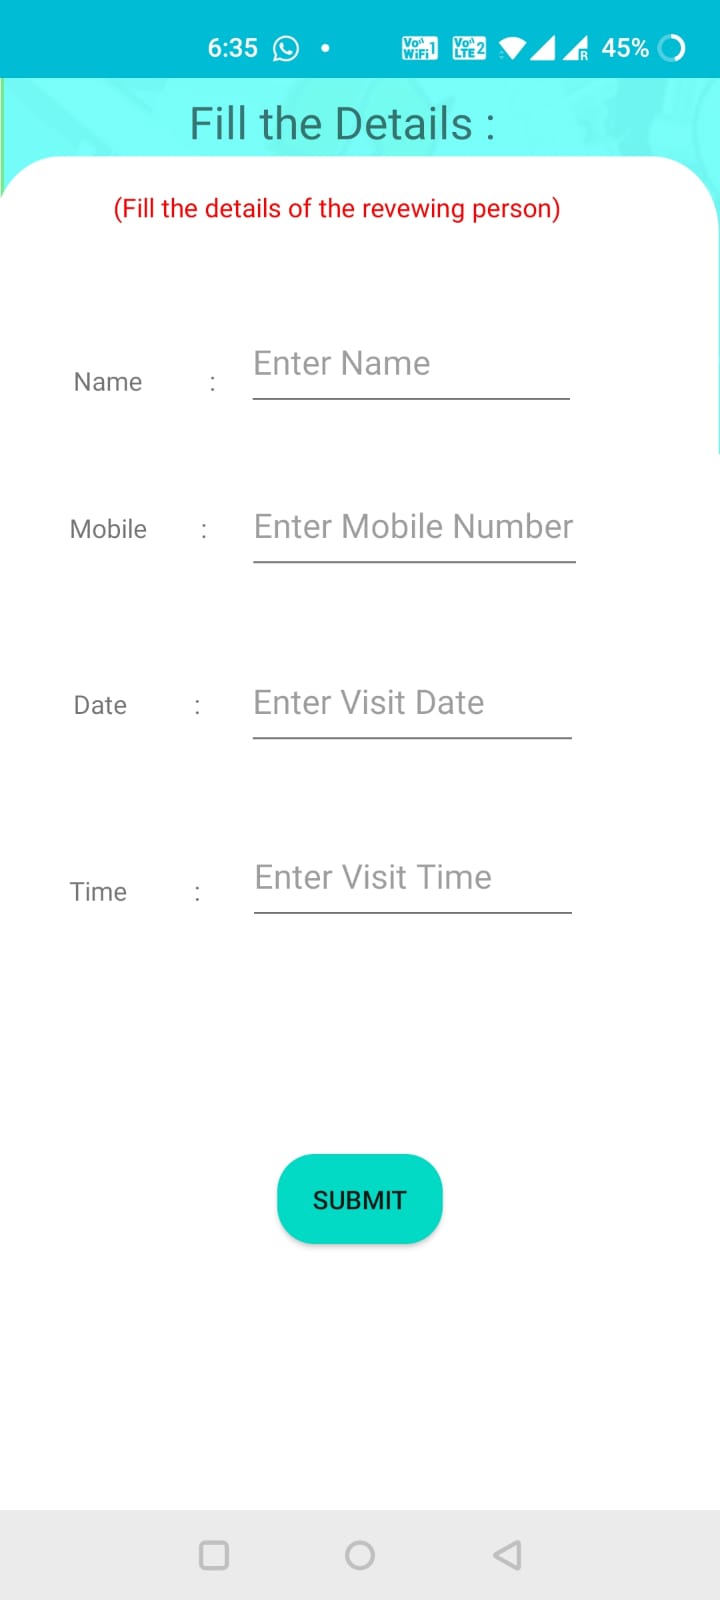 6:35 Vo)) WiFi 1 Vo)) LTE 2 R 45%
Fill the Details :
(Fill the details of the revewing person)
Name : Enter Name
Mobile : Enter Mobile Number
Date : Enter Visit Date
Time : Enter Visit Time
SUBMIT